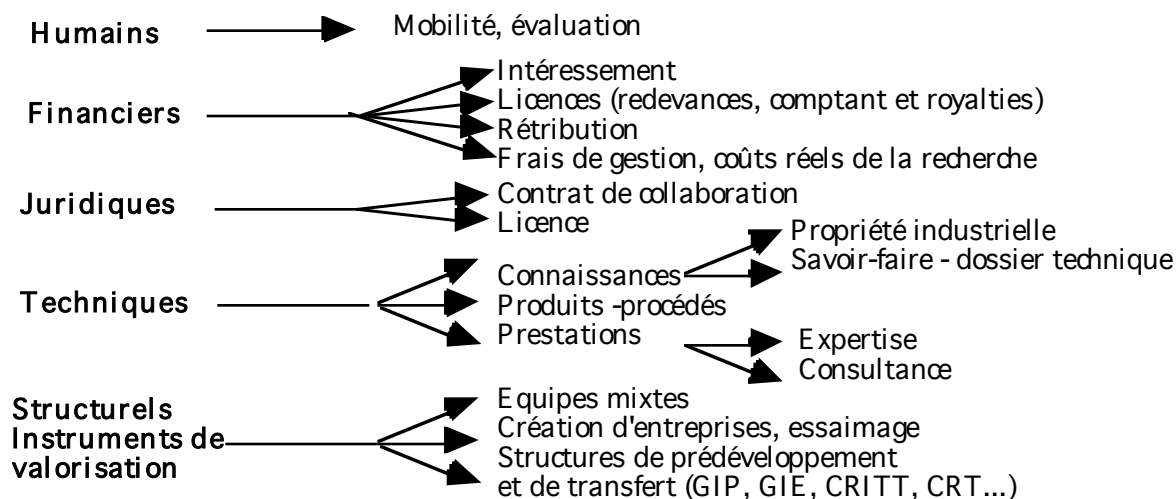 Humains
Mobilité, évaluation
Financiers
Intéressement
Licences (redevances, comptant et royalties)
Rétribution
Frais de gestion, coûts réels de la recherche
Juridiques
Contrat de collaboration
Licence
Techniques
Connaissances
Propriété industrielle
Savoir-faire - dossier technique
Produits -procédés
Prestations
Expertise
Consultance
Structurels
Instruments de
valorisation
Equipes mixtes
Création d'entreprises, essaimage
Structures de prédéveloppement
et de transfert (GIP, GIE, CRITT, CRT...)